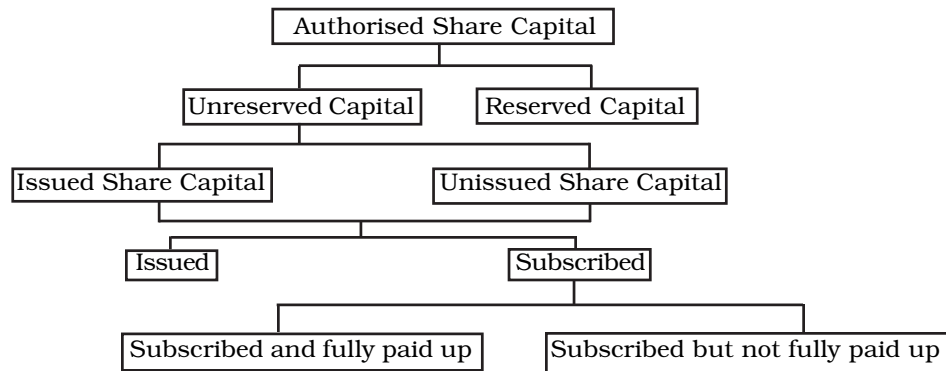 Authorised Share Capital
Unreserved Capital
Reserved Capital
Issued Share Capital
Unissued Share Capital
Issued
Subscribed
Subscribed and fully paid up
Subscribed but not fully paid up